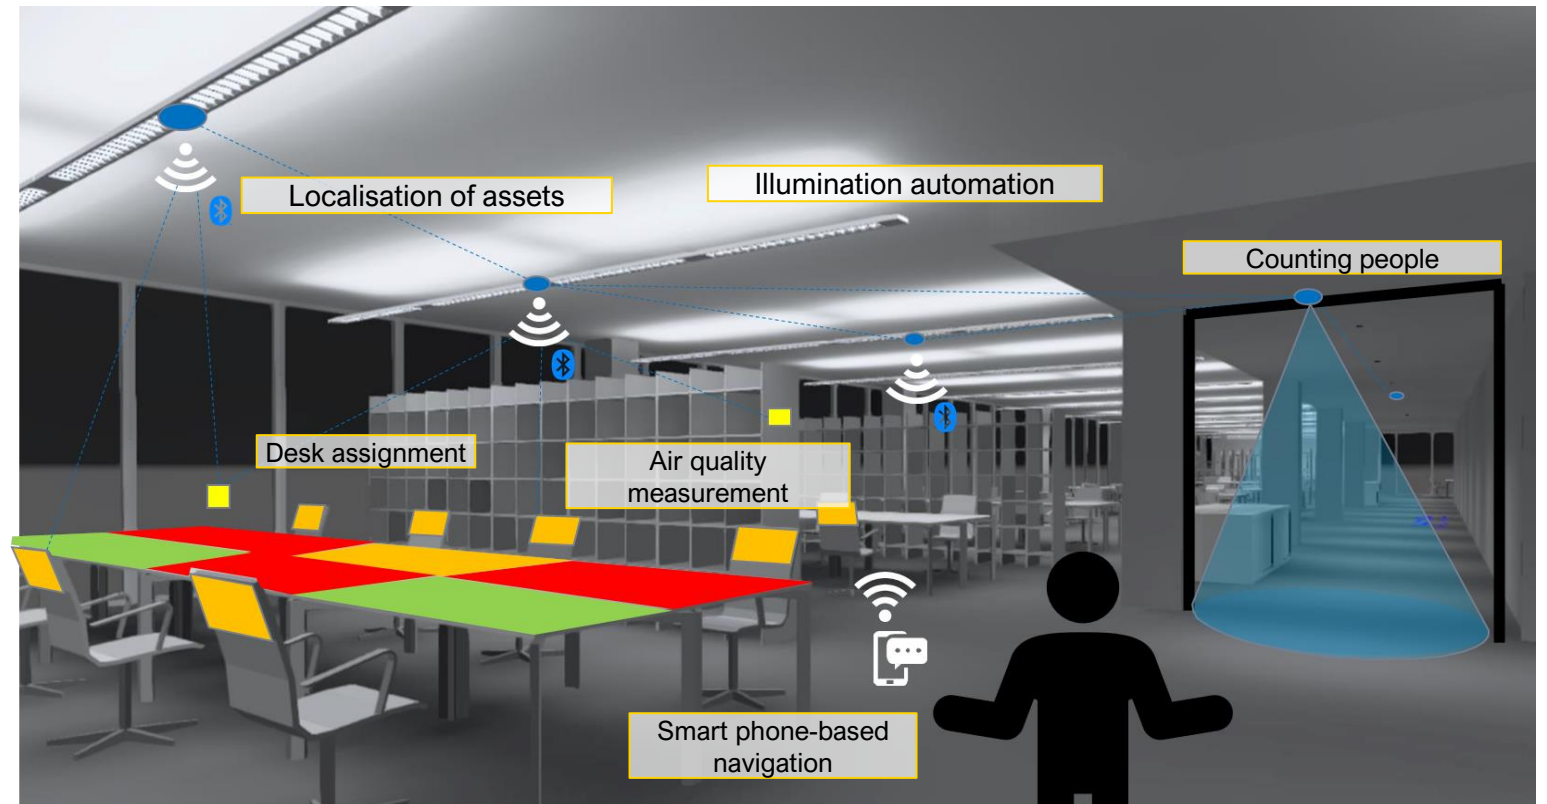 Illumination automation
Localisation of assets
Counting people
Desk assignment
Air quality
measurement
Smart phone-based
navigation